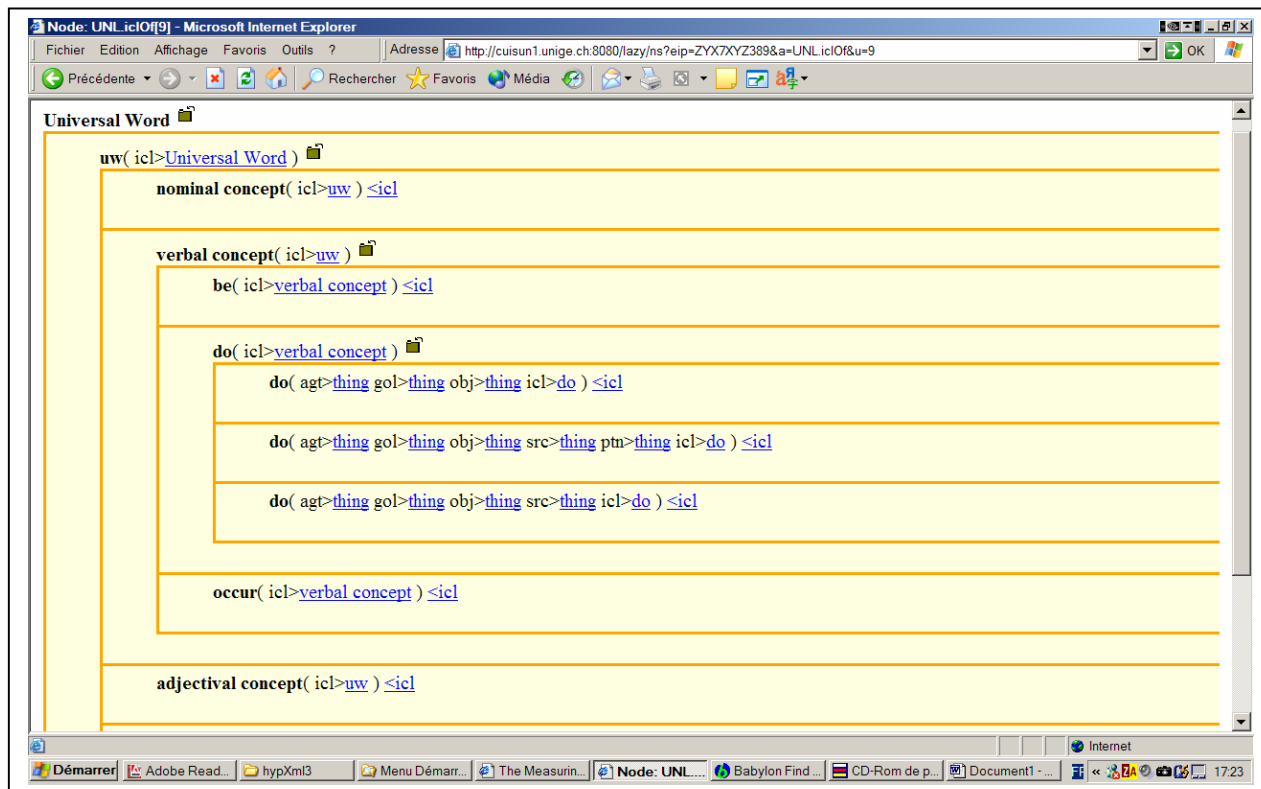 Node: UNL.iclOf[9] - Microsoft Internet Explorer
Fichier Edition Affichage Favoris Outils ? Adresse http://cuisun1.unige.ch:8080/lazy/ns?eip=ZYX7XYZ389&a=UNL.iclOf&u=9 OK
Précédente Rechercher Favoris Média
Universal Word
uw( icl>Universal Word )
nominal concept( icl>uw ) <icl
verbal concept( icl>uw )
be( icl>verbal concept ) <icl
do( icl>verbal concept )
do( agt>thing gol>thing obj>thing icl>do ) <icl
do( agt>thing gol>thing obj>thing src>thing ptn>thing icl>do ) <icl
do( agt>thing gol>thing obj>thing src>thing icl>do ) <icl
occur( icl>verbal concept ) <icl
adjectival concept( icl>uw ) <icl
Internet
Démarrer Adobe Read... hypXml3 Menu Démarr... The Measurin... Node: UNL.... Babylon Find ... CD-Rom de p... Document1 - ... « 17:23